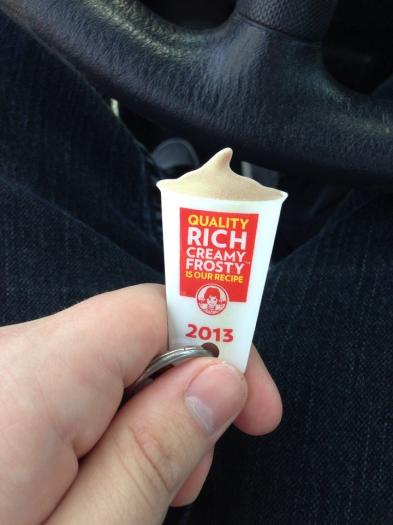 QUALITY
RICH
CREAMY
FROSTY
IS OUR RECIPE
2013